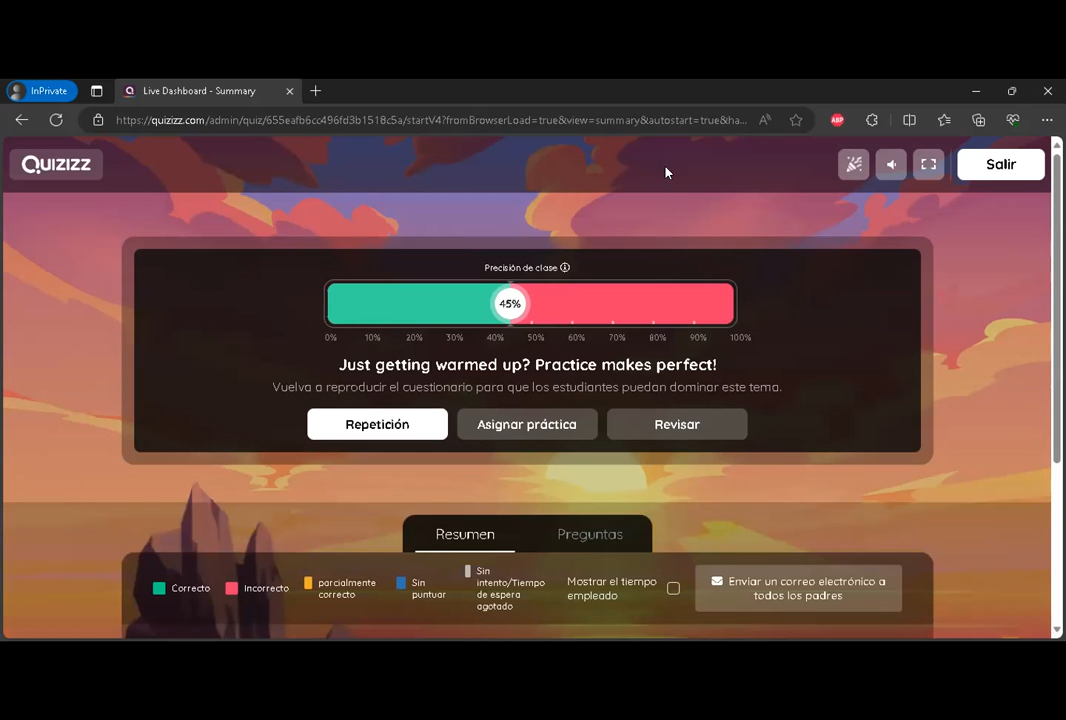 InPrivate
Live Dashboard - Summary
https://quizizz.com/admin/quiz/655eafb6cc496fd3b1518c5a/startV4?fromBrowserLoad=true&view=summary&autostart=true&ha...
ABP
QUIZIZZ
Salir
Precisión de clase
45%
0% 10% 20% 30% 40% 50% 60% 70% 80% 90% 100%
Just getting warmed up? Practice makes perfect!
Vuelva a reproducir el cuestionario para que los estudiantes puedan dominar este tema.
Repetición
Asignar práctica
Revisar
Resumen
Preguntas
Correcto
Incorrecto
parcialmente
correcto
Sin
puntuar
Sin
intento/Tiempo
de espera
agotado
Mostrar el tiempo
empleado
Enviar un correo electrónico a
todos los padres